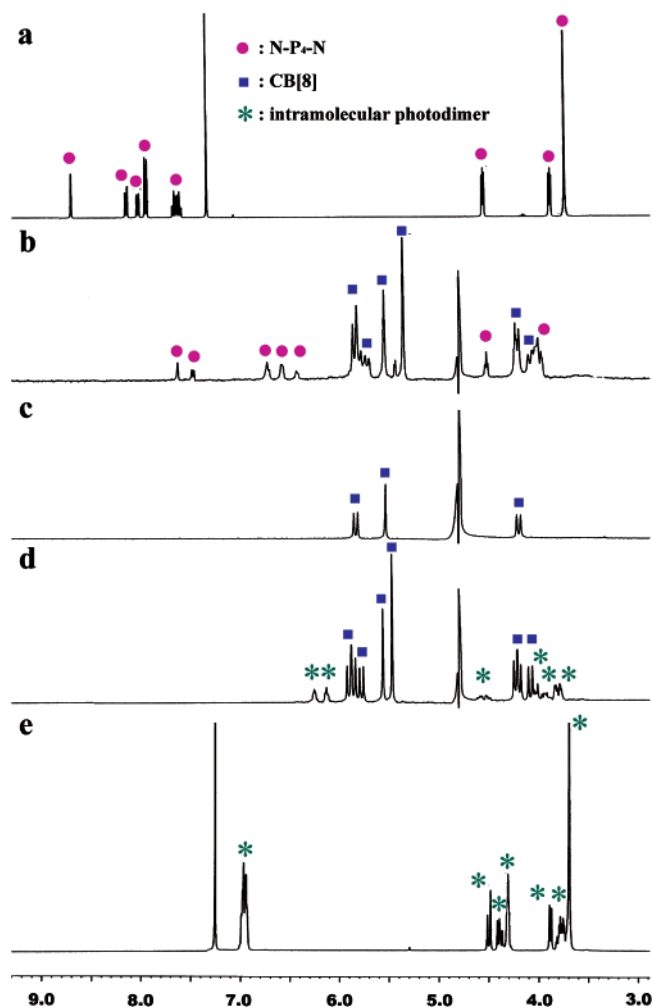 a
: N-P₄-N
: CB[8]
: intramolecular photodimer
b
c
d
e
9.0 8.0 7.0 6.0 5.0 4.0 3.0